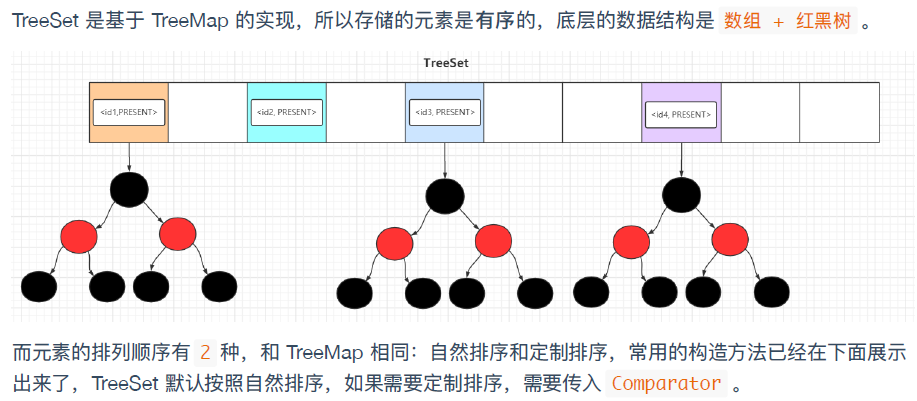 TreeSet 是基于 TreeMap 的实现，所以存储的元素是有序的，底层的数据结构是 数组 + 红黑树 。
TreeSet
<id1,PRESENT>
<id2, PRESENT>
<id3, PRESENT>
<id4, PRESENT>
而元素的排列顺序有 2 种，和 TreeMap 相同：自然排序和定制排序，常用的构造方法已经在下面展示
出来了，TreeSet 默认按照自然排序，如果需要定制排序，需要传入 Comparator 。